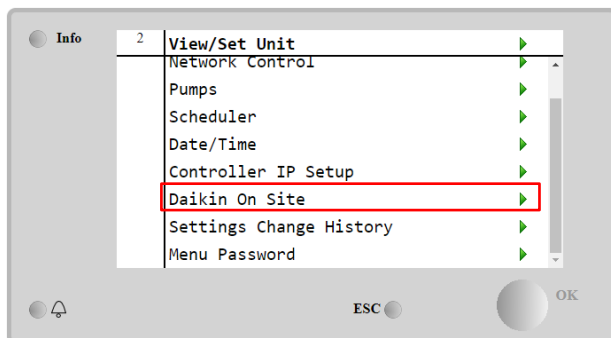 Info
2
View/Set Unit
Network Control
Pumps
Scheduler
Date/Time
Controller IP Setup
Daikin On Site
Settings Change History
Menu Password
ESC
OK